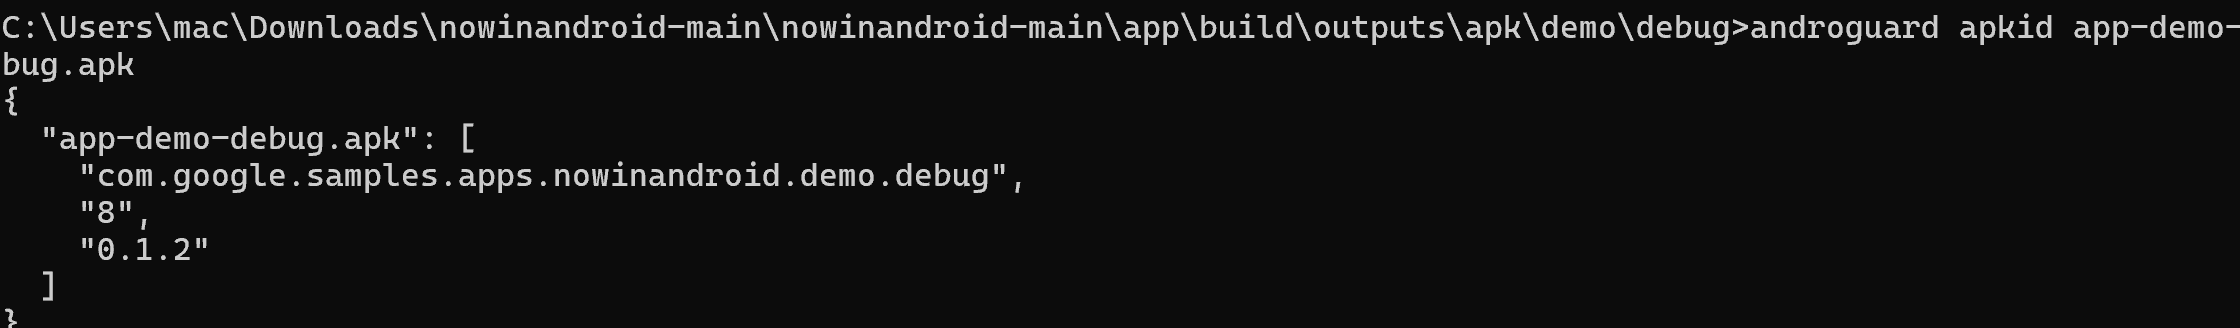 C:\Users\mac\Downloads\nowinandroid-main\nowinandroid-main\app\build\outputs\apk\demo\debug>androguard apkid app-demo-
bug.apk
{
  "app-demo-debug.apk": [
    "com.google.samples.apps.nowinandroid.demo.debug",
    "8",
    "0.1.2"
  ]
}